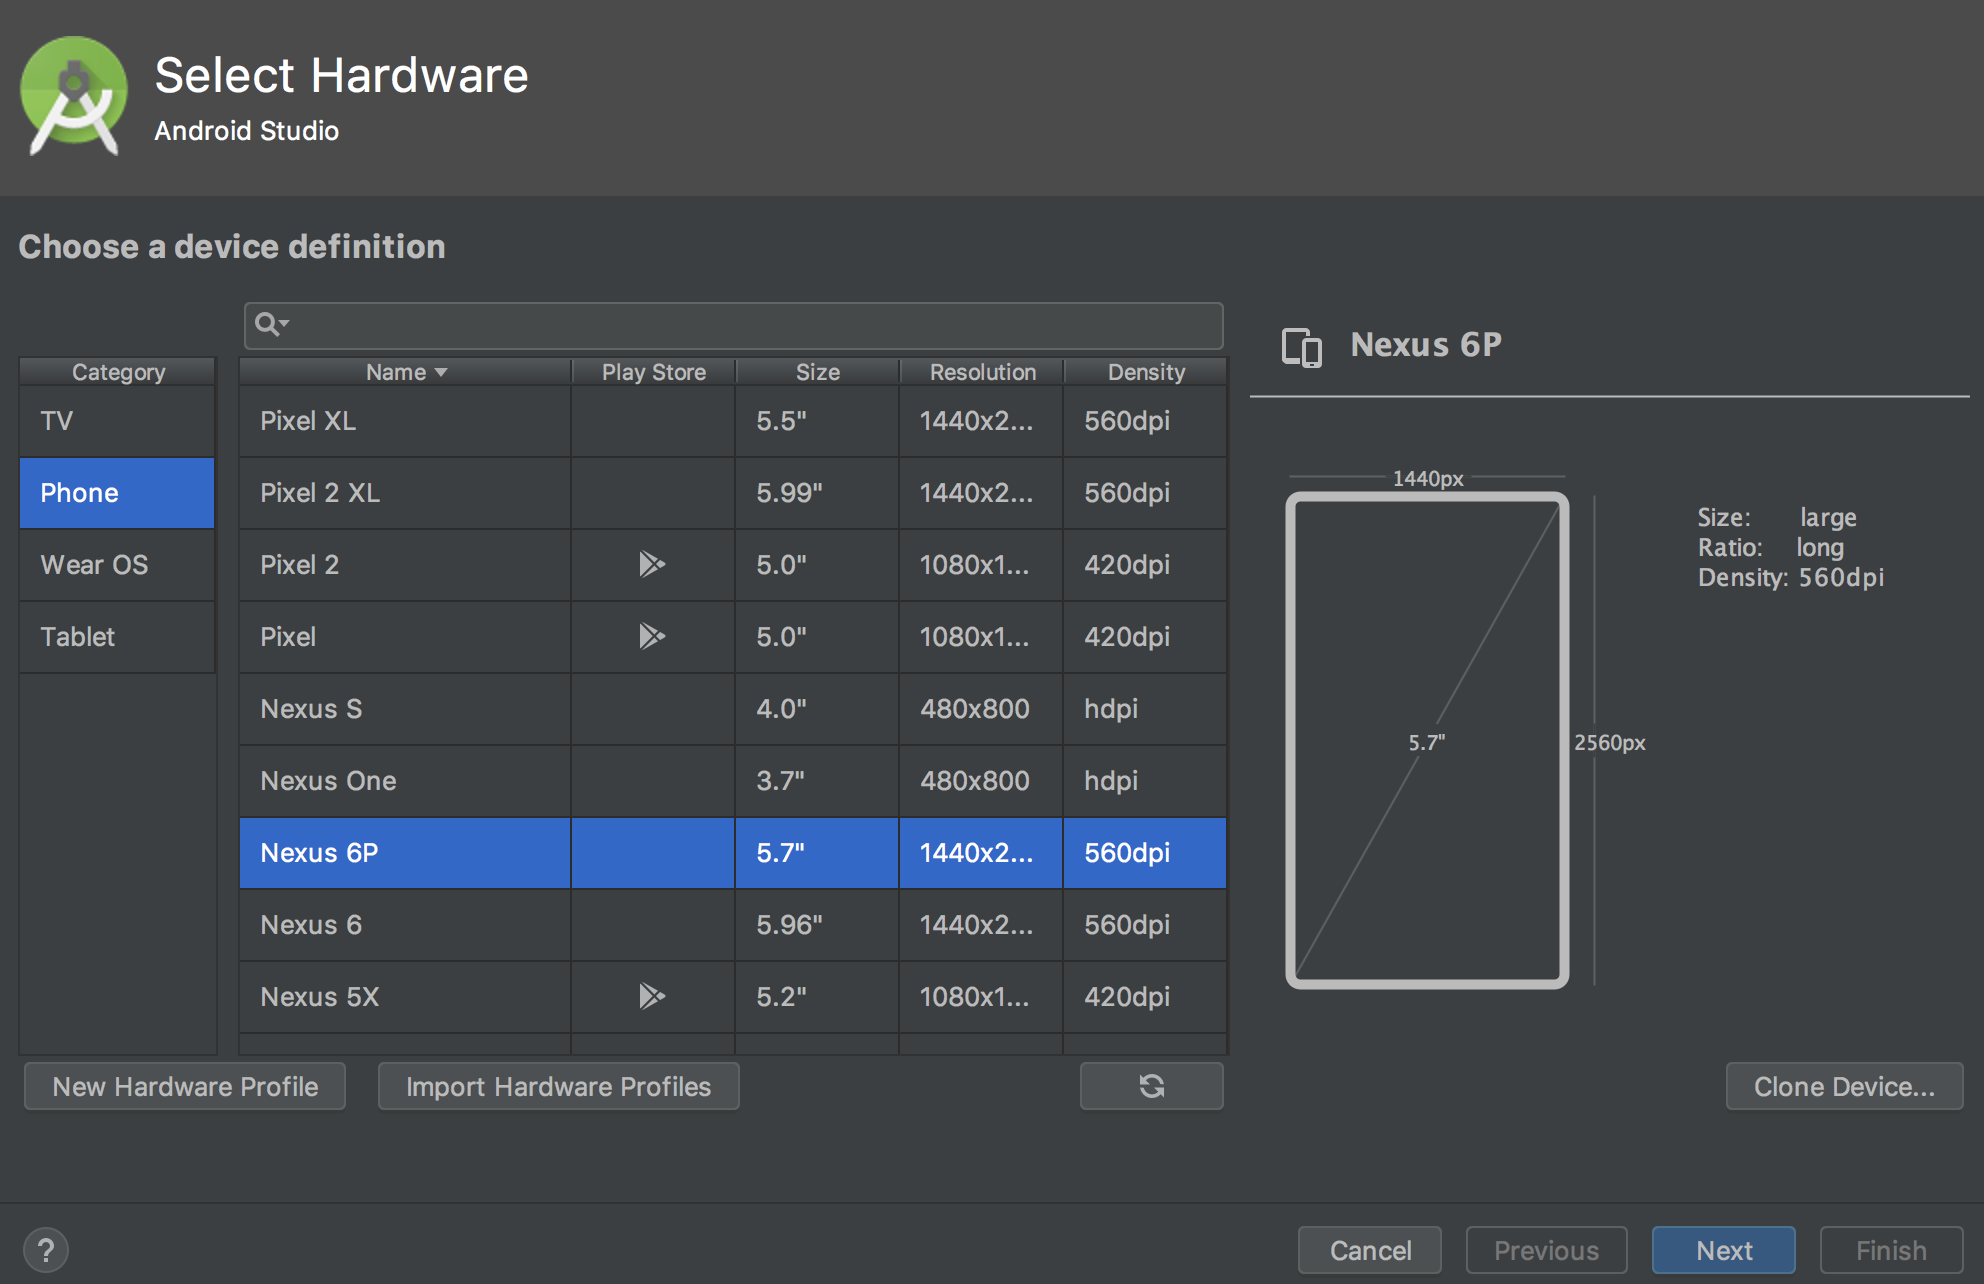 Select Hardware
Android Studio
Choose a device definition
Category
TV
Phone
Wear OS
Tablet
Name Play Store Size Resolution Density
Pixel XL 5.5" 1440x2... 560dpi
Pixel 2 XL 5.99" 1440x2... 560dpi
Pixel 2 5.0" 1080x1... 420dpi
Pixel 5.0" 1080x1... 420dpi
Nexus S 4.0" 480x800 hdpi
Nexus One 3.7" 480x800 hdpi
Nexus 6P 5.7" 1440x2... 560dpi
Nexus 6 5.96" 1440x2... 560dpi
Nexus 5X 5.2" 1080x1... 420dpi
Nexus 6P
1440px
5.7"
2560px
Size: large
Ratio: long
Density: 560dpi
New Hardware Profile Import Hardware Profiles Clone Device...
? Cancel Previous Next Finish